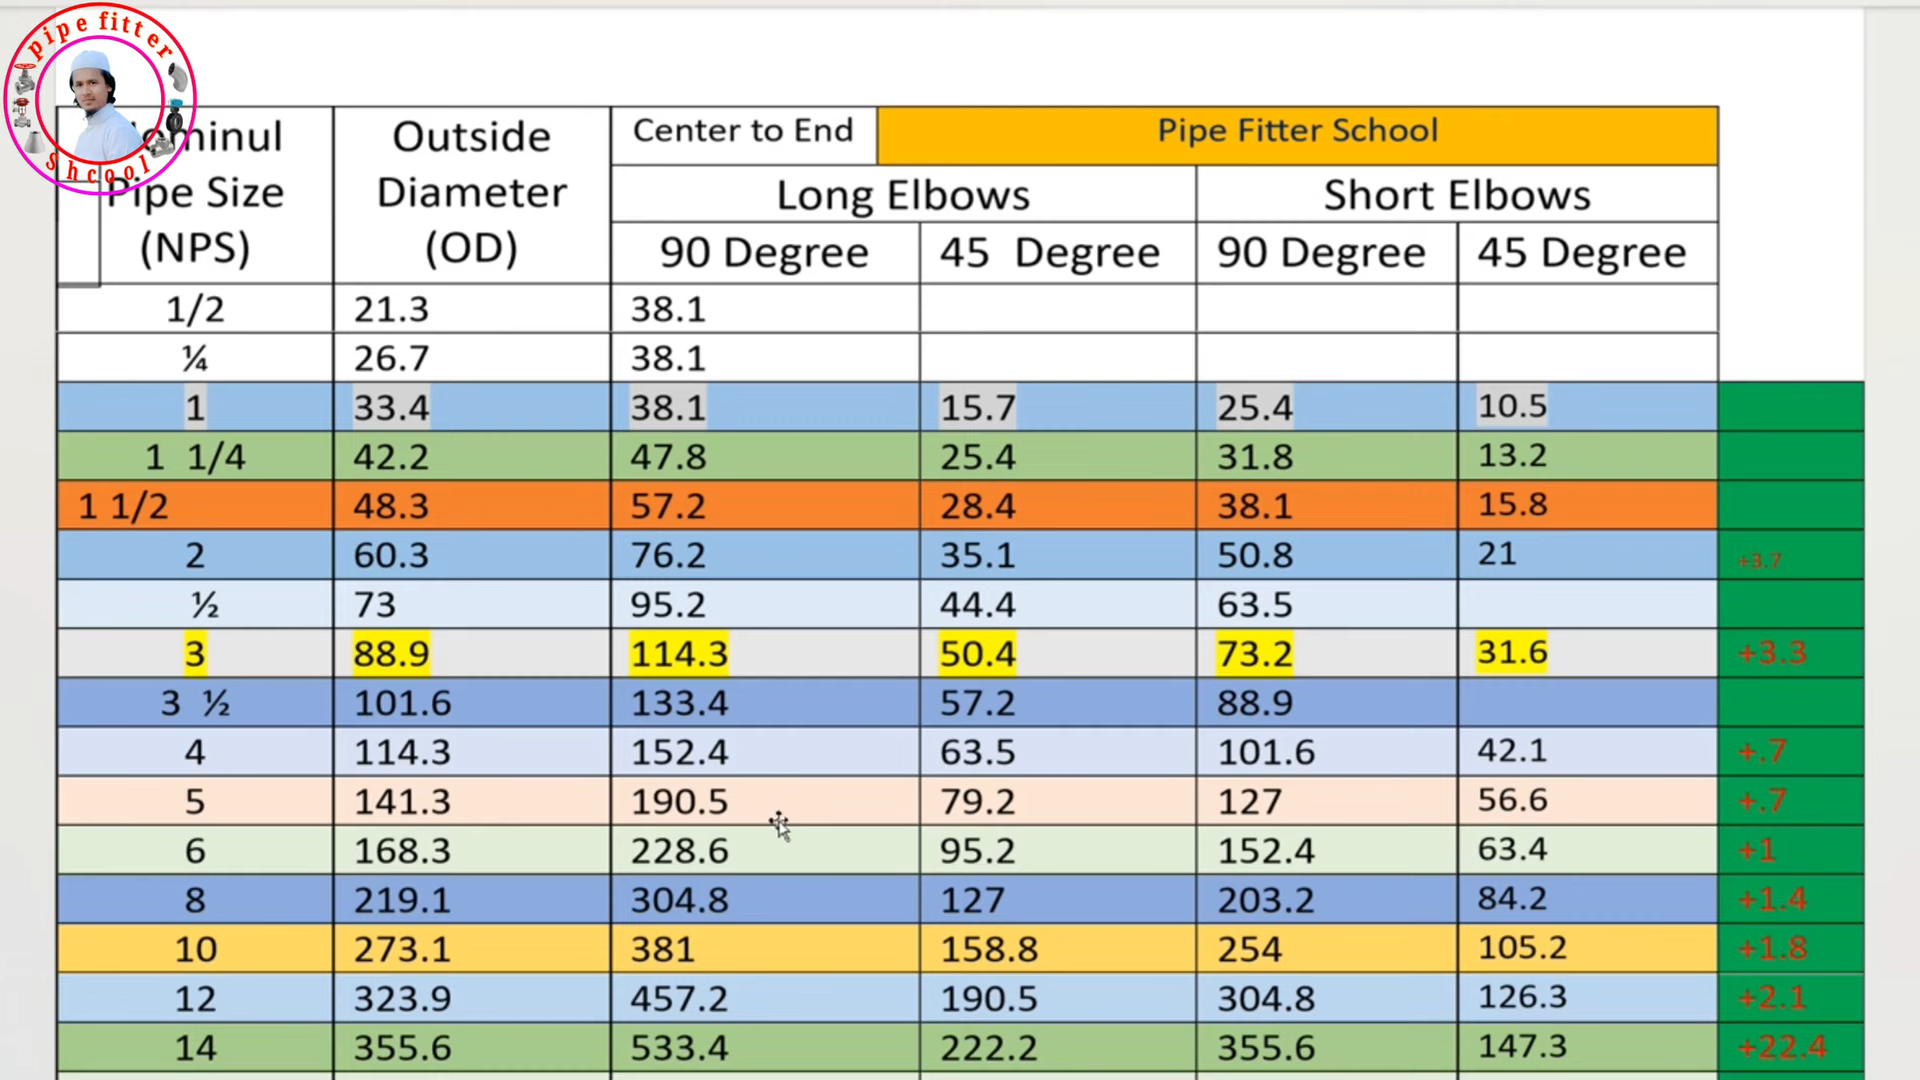 pipe fitter
Shcool
Center to End Pipe Fitter School
Pipe Size (NPS)
Outside Diameter (OD)
Long Elbows Short Elbows
90 Degree 45 Degree 90 Degree 45 Degree
1/2 21.3 38.1
¼ 26.7 38.1
1 33.4 38.1 15.7 25.4 10.5
1 1/4 42.2 47.8 25.4 31.8 13.2
1 1/2 48.3 57.2 28.4 38.1 15.8
2 60.3 76.2 35.1 50.8 21 +3.7
½ 73 95.2 44.4 63.5
3 88.9 114.3 50.4 73.2 31.6 +3.3
3 ½ 101.6 133.4 57.2 88.9
4 114.3 152.4 63.5 101.6 42.1 +.7
5 141.3 190.5 79.2 127 56.6 +.7
6 168.3 228.6 95.2 152.4 63.4 +1
8 219.1 304.8 127 203.2 84.2 +1.4
10 273.1 381 158.8 254 105.2 +1.8
12 323.9 457.2 190.5 304.8 126.3 +2.1
14 355.6 533.4 222.2 355.6 147.3 +22.4